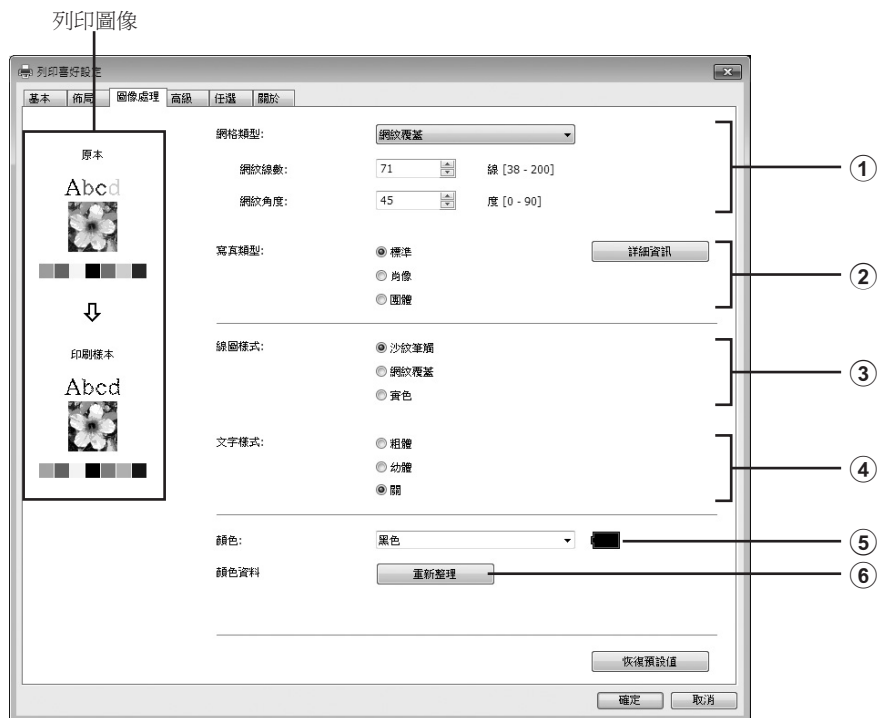 列印圖像
列印喜好設定
基本 佈局 圖像處理 高級 任選 關於
原本
Abcd
印刷樣本
Abcd
網格類型: 網紋覆蓋
網紋線數: 71 線 [38 - 200]
網紋角度: 45 度 [0 - 90]
①
寫真類型: 標準 詳細資訊
肖像
團體
②
線圖樣式: 沙紋筆觸
網紋覆蓋
實色
③
文字樣式: 粗體
幼體
關
④
顏色: 黑色
⑤
顏色資料 重新整理
⑥
恢復預設值
確定 取消